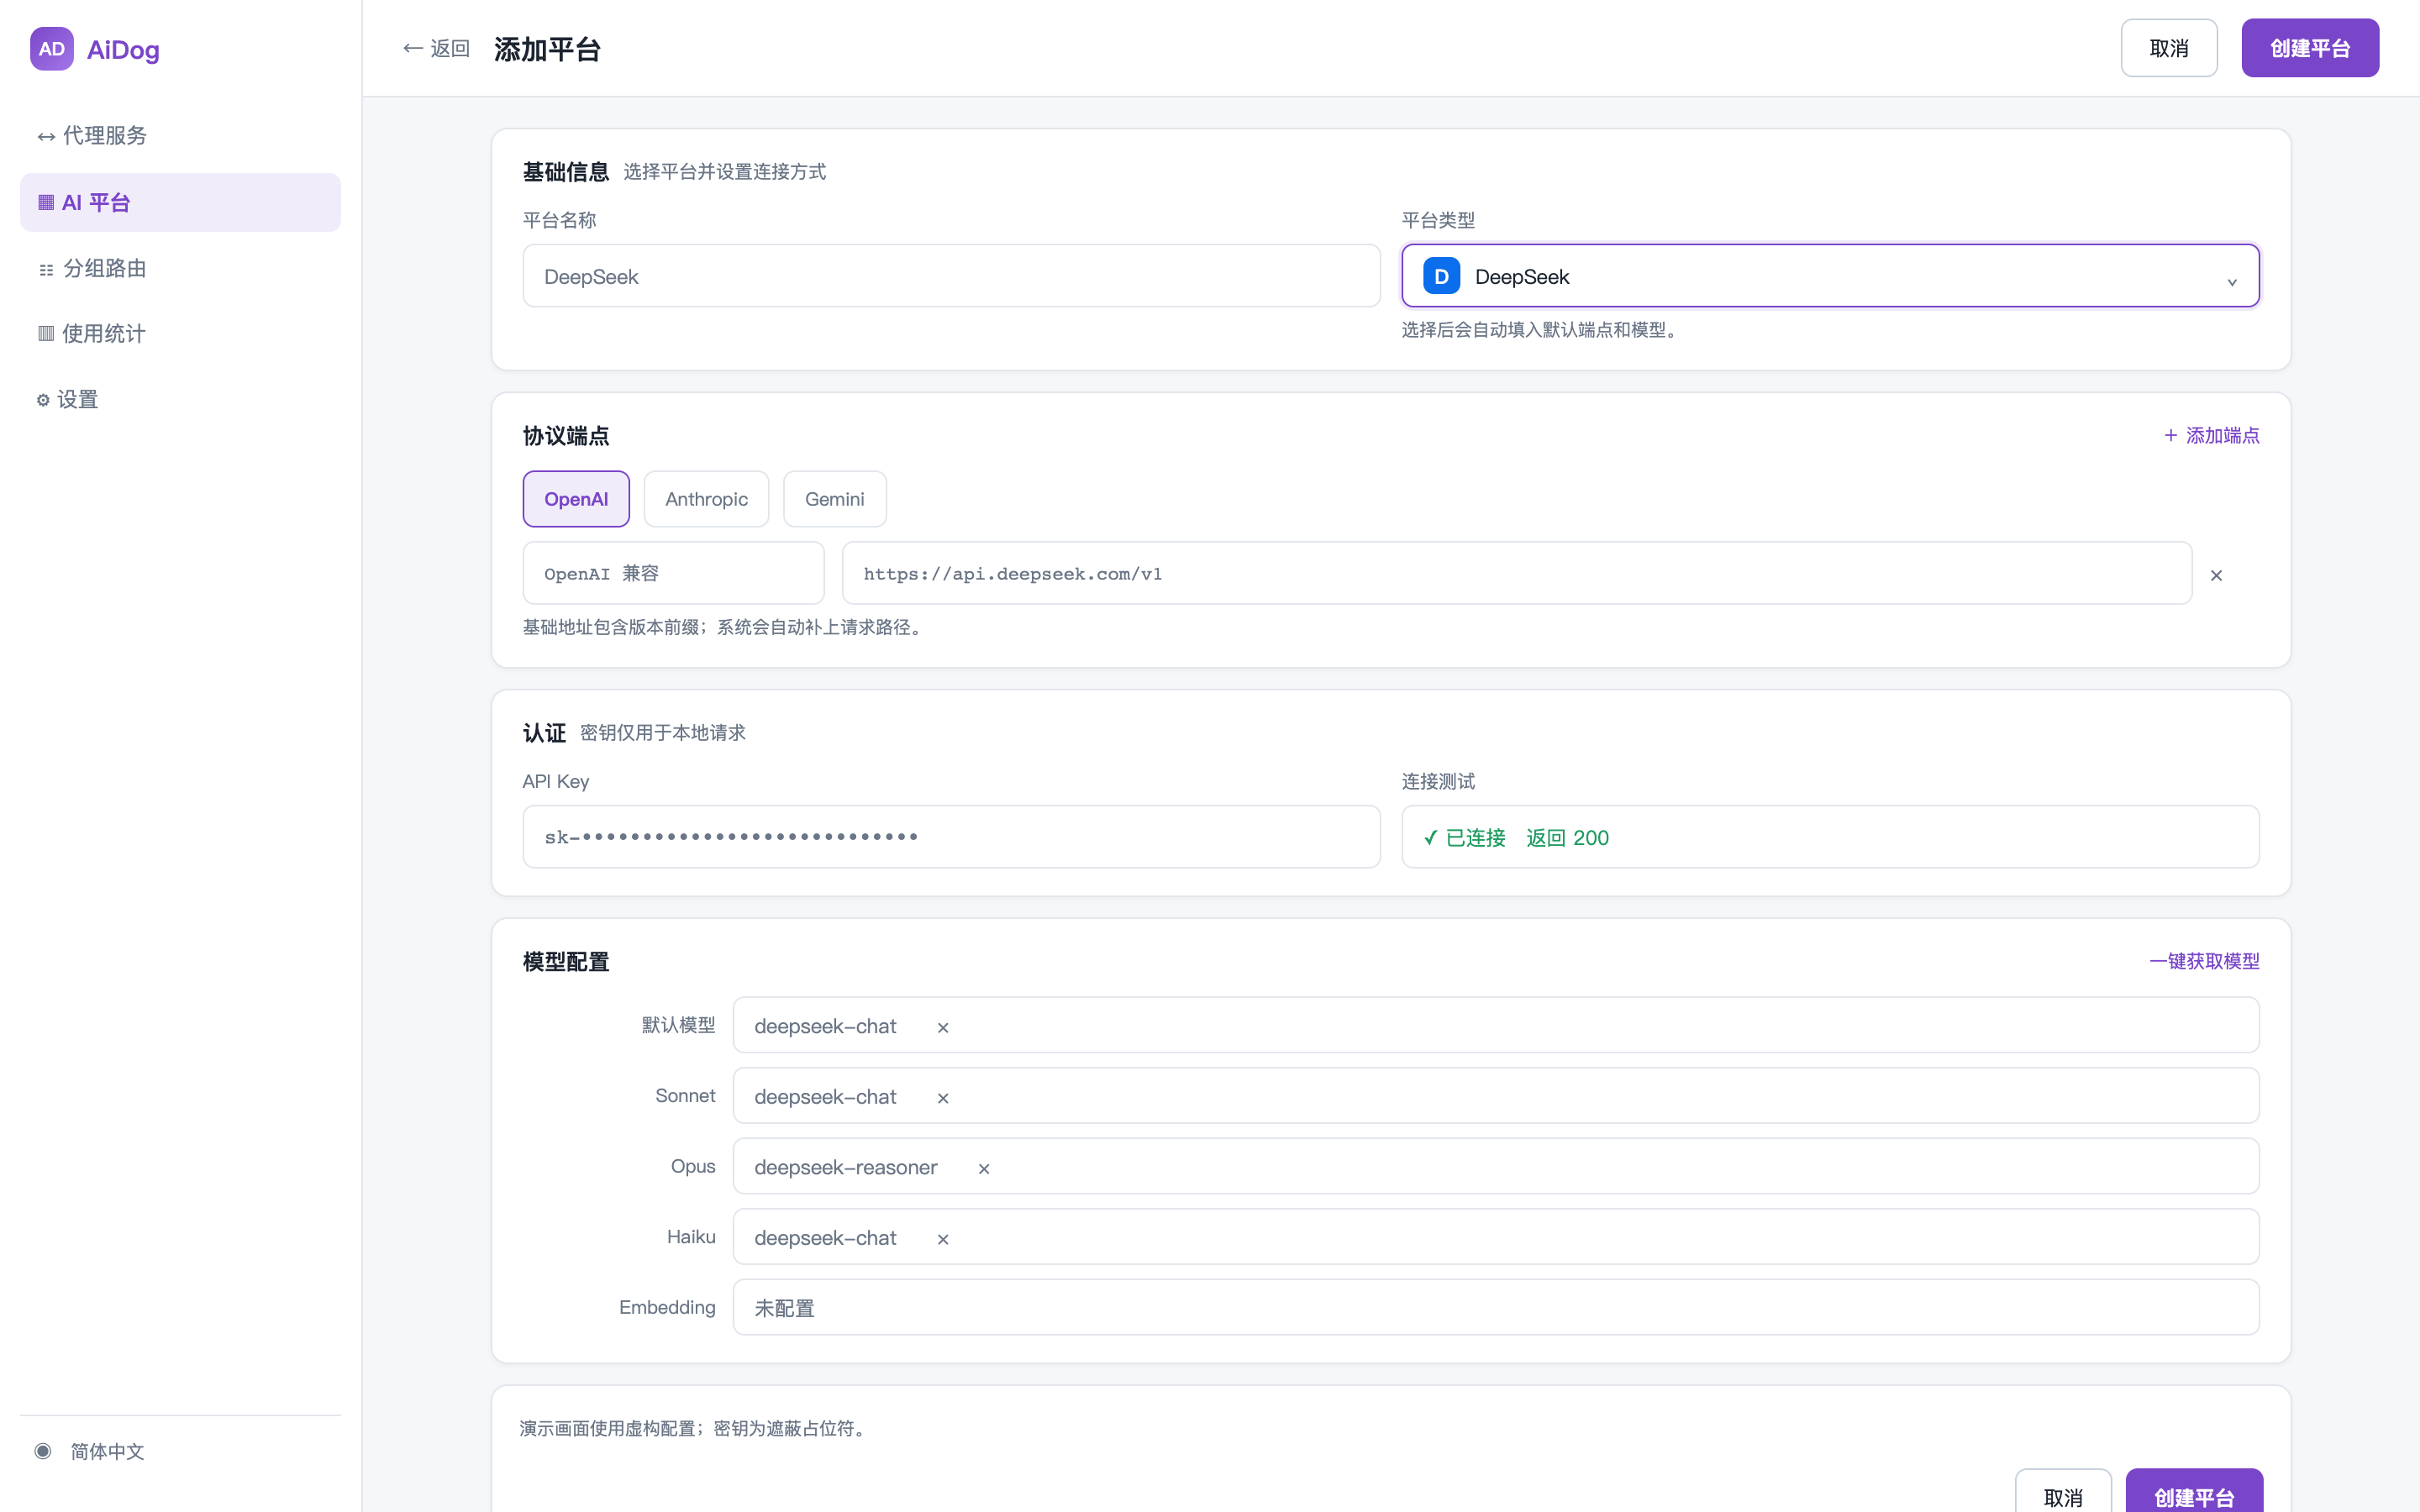 AD AiDog
代理服务
AI 平台
分组路由
使用统计
设置
简体中文
← 返回 添加平台 取消 创建平台
基础信息 选择平台并设置连接方式
平台名称 平台类型
DeepSeek D DeepSeek
选择后会自动填入默认端点和模型。
协议端点 + 添加端点
OpenAI Anthropic Gemini
OpenAI 兼容 https://api.deepseek.com/v1 ×
基础地址包含版本前缀；系统会自动补上请求路径。
认证 密钥仅用于本地请求
API Key 连接测试
sk-•••••••••••••••••••••••••••• ✓ 已连接 返回 200
模型配置 一键获取模型
默认模型 deepseek-chat ×
Sonnet deepseek-chat ×
Opus deepseek-reasoner ×
Haiku deepseek-chat ×
Embedding 未配置
演示画面使用虚构配置；密钥为遮蔽占位符。
取消 创建平台